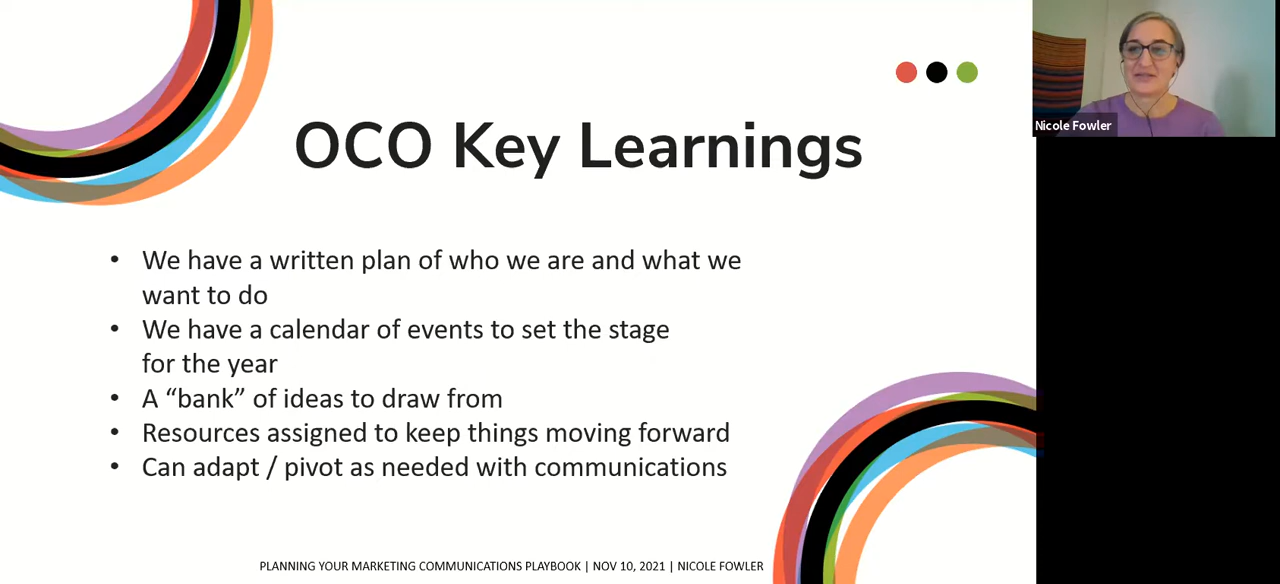 OCO Key Learnings
• We have a written plan of who we are and what we
want to do
• We have a calendar of events to set the stage
for the year
• A “bank” of ideas to draw from
• Resources assigned to keep things moving forward
• Can adapt / pivot as needed with communications
PLANNING YOUR MARKETING COMMUNICATIONS PLAYBOOK | NOV 10, 2021 | NICOLE FOWLER
Nicole Fowler